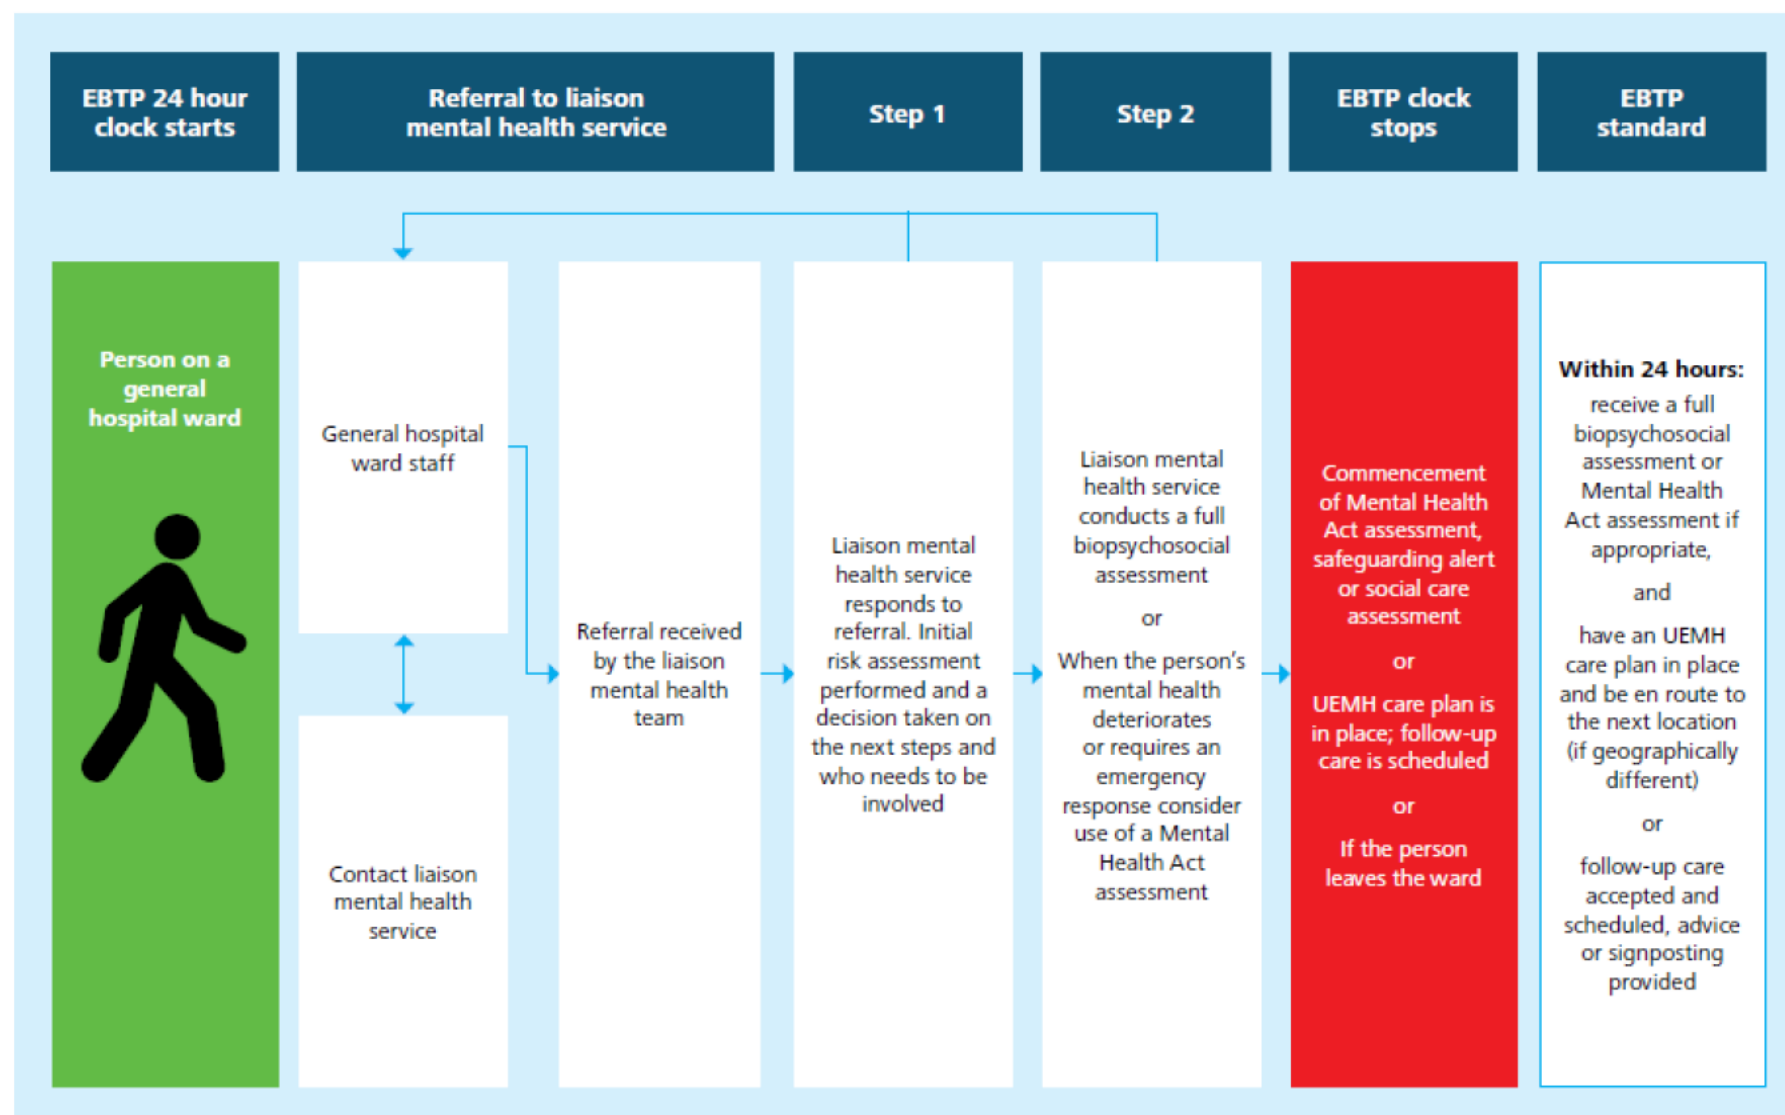 EBTP 24 hour
clock starts
Referral to liaison
mental health service
Step 1
Step 2
EBTP clock
stops
EBTP
standard
Person on a
general
hospital ward
General hospital
ward staff
Contact liaison
mental health
service
Referral received
by the liaison
mental health
team
Liaison mental
health service
responds to
referral. Initial
risk assessment
performed and a
decision taken on
the next steps and
who needs to be
involved
Liaison mental
health service
conducts a full
biopsychosocial
assessment
or
When the person’s
mental health
deteriorates
or requires an
emergency
response consider
use of a Mental
Health Act
assessment
Commencement
of Mental Health
Act assessment,
safeguarding alert
or social care
assessment
or
UEMH care plan is
in place; follow-up
care is scheduled
or
If the person
leaves the ward
Within 24 hours:
receive a full
biopsychosocial
assessment or
Mental Health
Act assessment if
appropriate,
and
have an UEMH
care plan in place
and be en route to
the next location
(if geographically
different)
or
follow-up care
accepted and
scheduled, advice
or signposting
provided